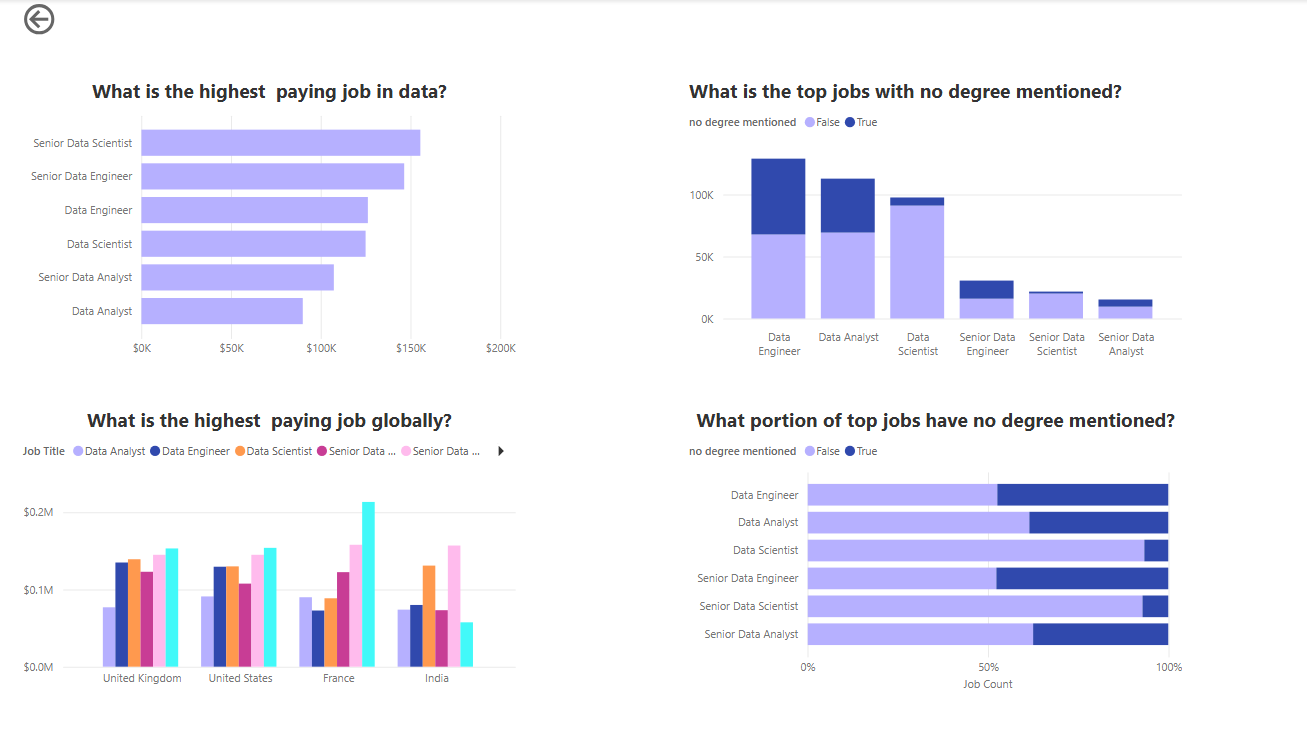 What is the highest  paying job in data?
Senior Data Scientist
Senior Data Engineer
Data Engineer
Data Scientist
Senior Data Analyst
Data Analyst
$0K $50K $100K $150K $200K
What is the top jobs with no degree mentioned?
no degree mentioned False True
100K
50K
0K
Data Engineer
Data Analyst
Data Scientist
Senior Data Engineer
Senior Data Scientist
Senior Data Analyst
What is the highest  paying job globally?
Job Title Data Analyst Data Engineer Data Scientist Senior Data ... Senior Data ...
$0.2M
$0.1M
$0.0M
United Kingdom United States France India
What portion of top jobs have no degree mentioned?
no degree mentioned False True
Data Engineer
Data Analyst
Data Scientist
Senior Data Engineer
Senior Data Scientist
Senior Data Analyst
0% 50% 100%
Job Count